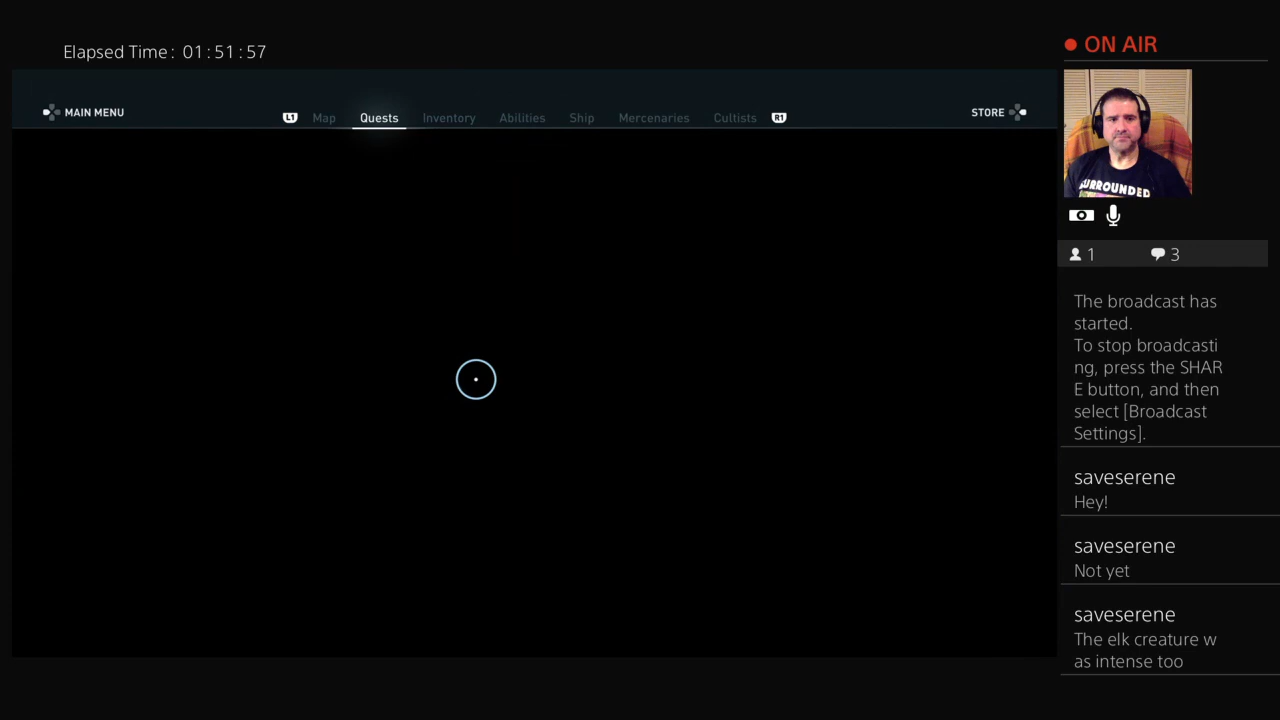 Elapsed Time: 01:51:57
ON AIR
MAIN MENU
L1 Map Quests Inventory Abilities Ship Mercenaries Cultists R1
STORE
SURROUNDED
1 3
The broadcast has
started.
To stop broadcasti
ng, press the SHAR
E button, and then
select [Broadcast
Settings].
saveserene
Hey!
saveserene
Not yet
saveserene
The elk creature w
as intense too